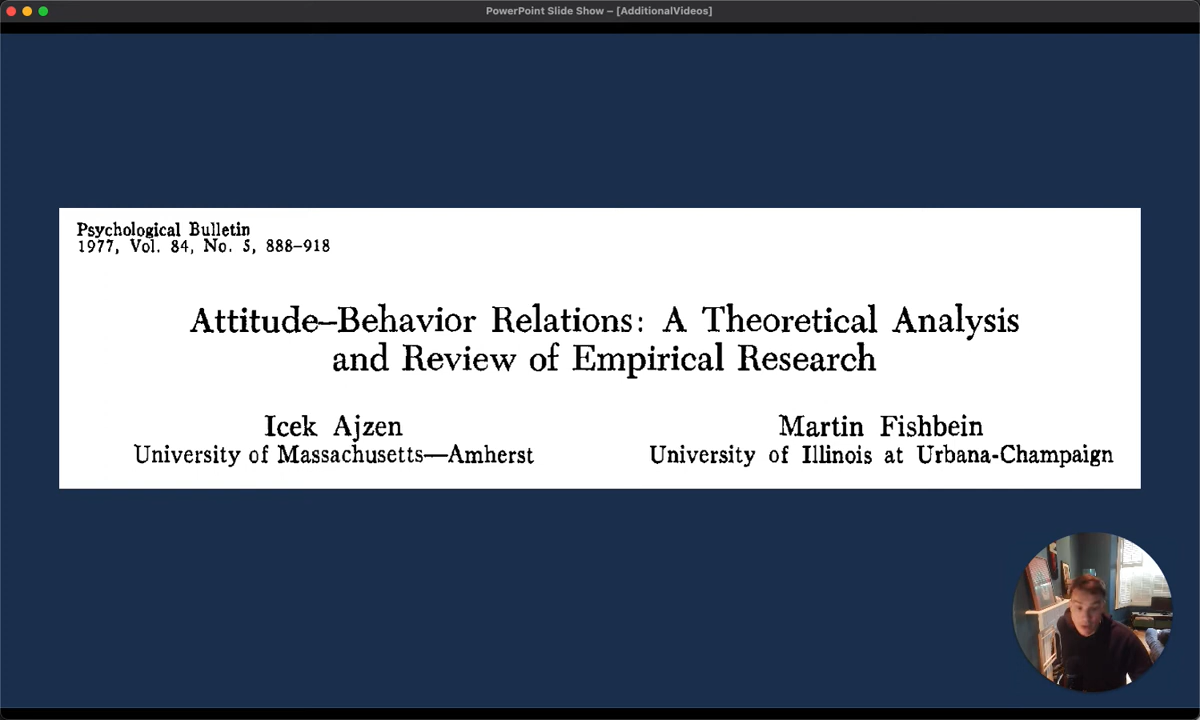 PowerPoint Slide Show – [AdditionalVideos]
Psychological Bulletin
1977, Vol. 84, No. 5, 888–918
Attitude–Behavior Relations: A Theoretical Analysis
and Review of Empirical Research
Icek Ajzen
University of Massachusetts—Amherst
Martin Fishbein
University of Illinois at Urbana-Champaign